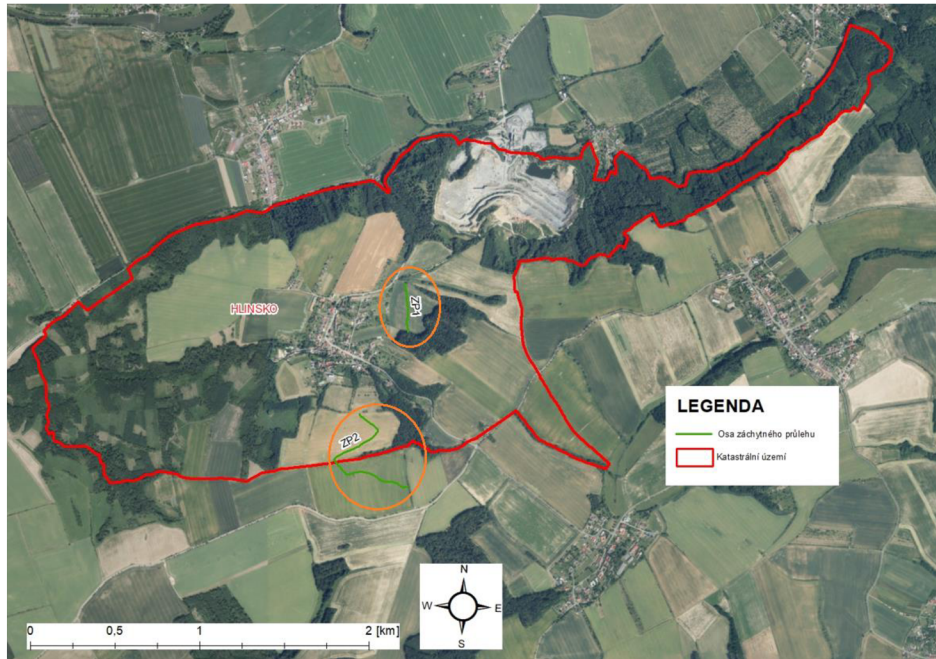 HLINSKO
ZP1
ZP2
LEGENDA
Osa záchytného průlehu
Katastrální území
N
W
E
S
0
0,5
1
2 [km]